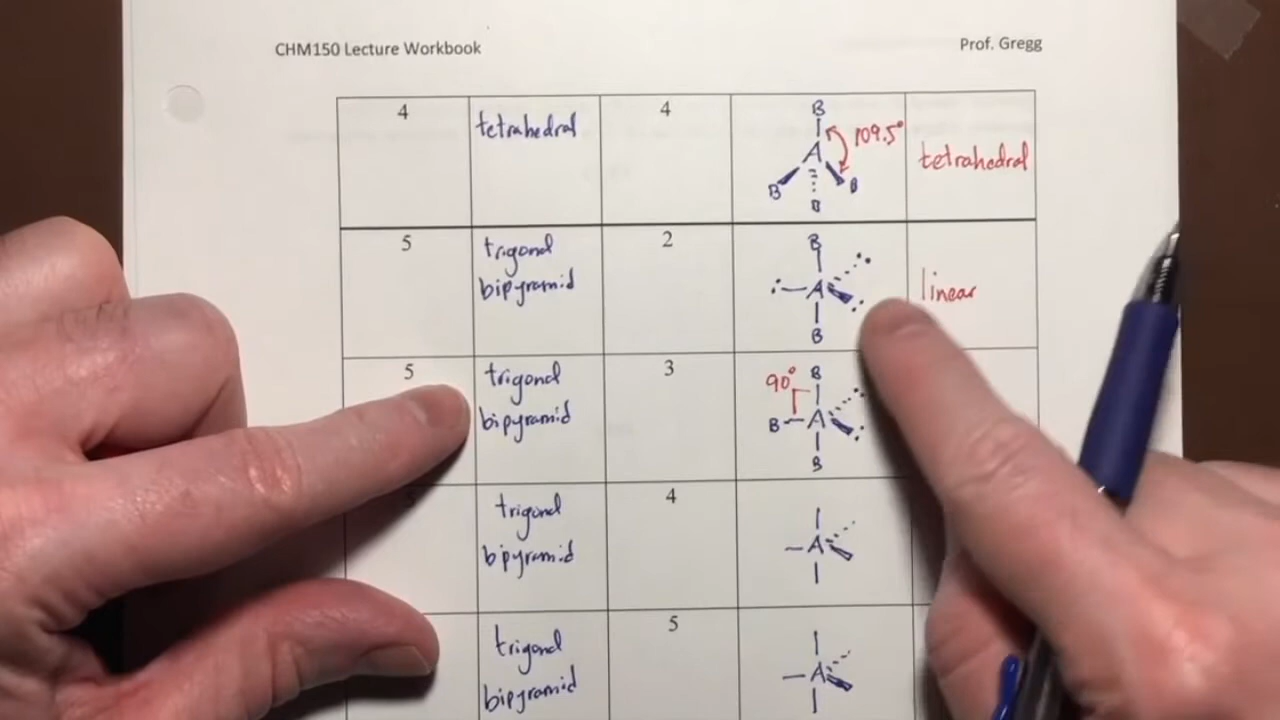 CHM150 Lecture Workbook Prof. Gregg
4 tetrahedral 4 B A 109.5° B B B tetrahedral
5 trigonal bipyramid 2 B A B linear
5 trigonal bipyramid 3 90° B B A B
trigonal bipyramid 4 A
trigonal bipyramid 5 A